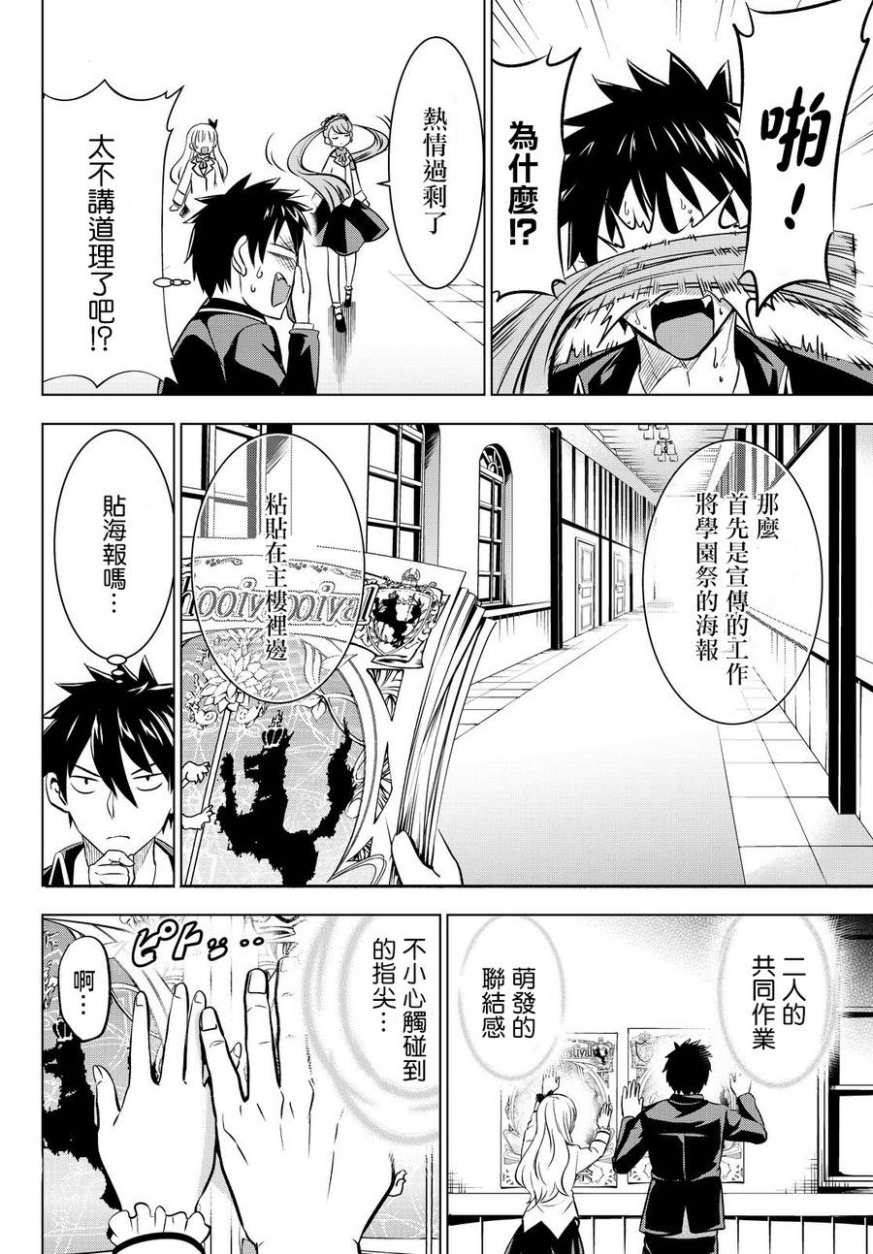 啪！
為什麼!?
熱情過剩了
太不講道理了吧!?
那麼
首先是宣傳的工作
將學園祭的海報
粘貼在主樓裡邊
hooiv ooival
貼海報嗎…
二人的
共同作業
萌發的
聯結感
stival
不小心觸碰到
的指尖…
ピトッ…
啊…